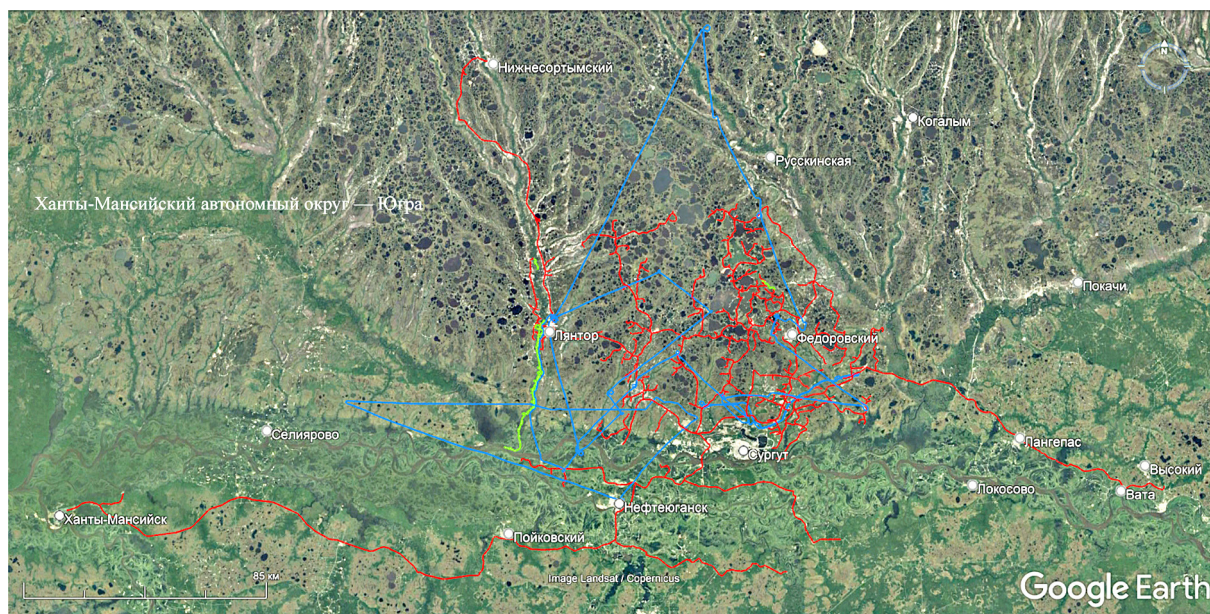 Нижнесортымский
N
Когалым
Русскинская
Ханты-Мансийский автономный округ — Югра
Покачи
Лянтор
Федоровский
Селиярово
Лангепас
Сургут
Высокий
Покосово
Вата
Нефтеюганск
Ханты-Мансийск
Пойковский
85 км
Image Landsat / Copernicus
Google Earth